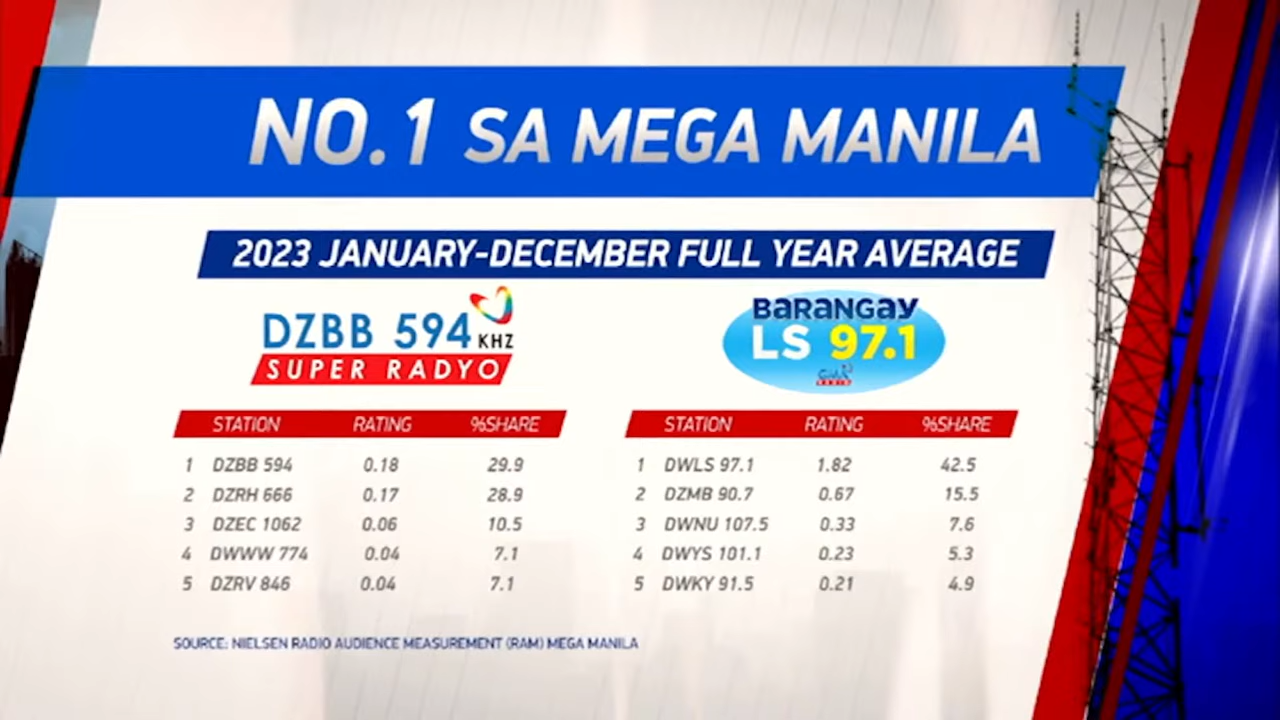 NO. 1 SA MEGA MANILA
2023 JANUARY-DECEMBER FULL YEAR AVERAGE
DZBB 594 KHZ
SUPER RADYO
STATION RATING %SHARE
1 DZBB 594 0.18 29.9
2 DZRH 666 0.17 28.9
3 DZEC 1062 0.06 10.5
4 DWWW 774 0.04 7.1
5 DZRV 846 0.04 7.1
BARANGAY
LS 97.1
GMA
RADIO
STATION RATING %SHARE
1 DWLS 97.1 1.82 42.5
2 DZMB 90.7 0.67 15.5
3 DWNU 107.5 0.33 7.6
4 DWYS 101.1 0.23 5.3
5 DWKY 91.5 0.21 4.9
SOURCE: NIELSEN RADIO AUDIENCE MEASUREMENT (RAM) MEGA MANILA